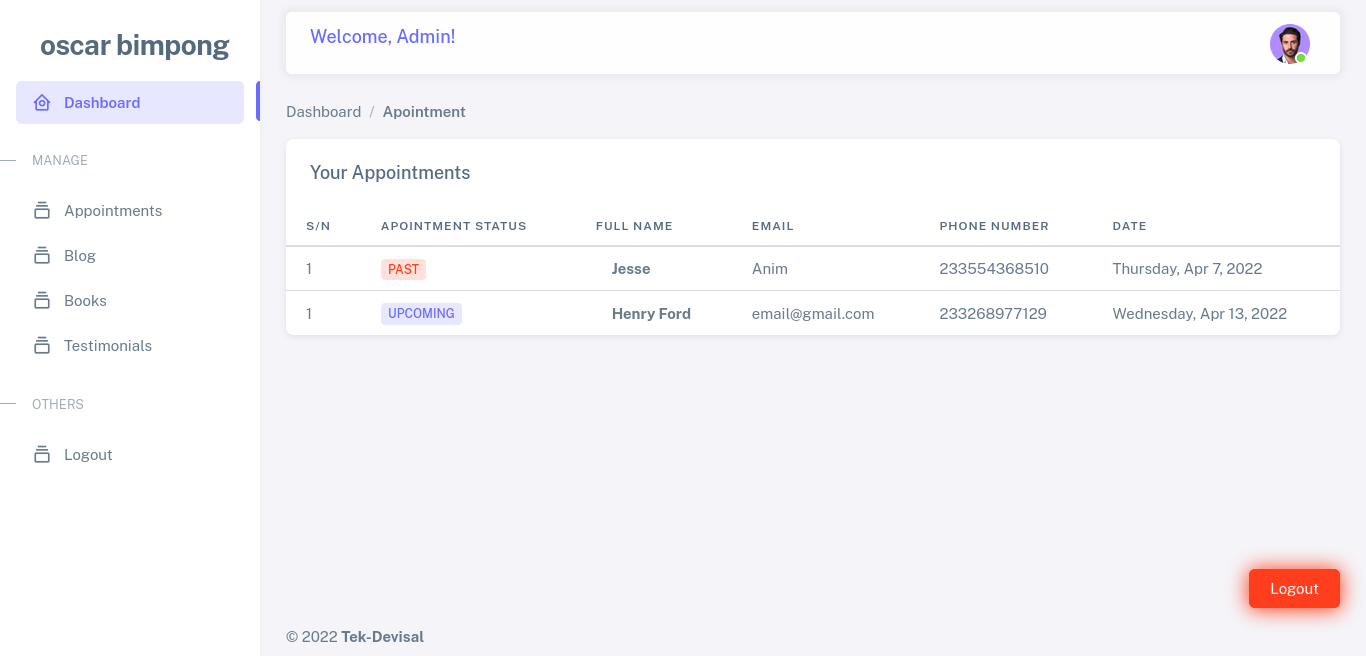 oscar bimpong
Dashboard
MANAGE
Appointments
Blog
Books
Testimonials
OTHERS
Logout
Welcome, Admin!
Dashboard / Apointment
Your Appointments
S/N APOINTMENT STATUS FULL NAME EMAIL PHONE NUMBER DATE
1 PAST Jesse Anim 233554368510 Thursday, Apr 7, 2022
1 UPCOMING Henry Ford email@gmail.com 233268977129 Wednesday, Apr 13, 2022
Logout
© 2022 Tek-Devisal